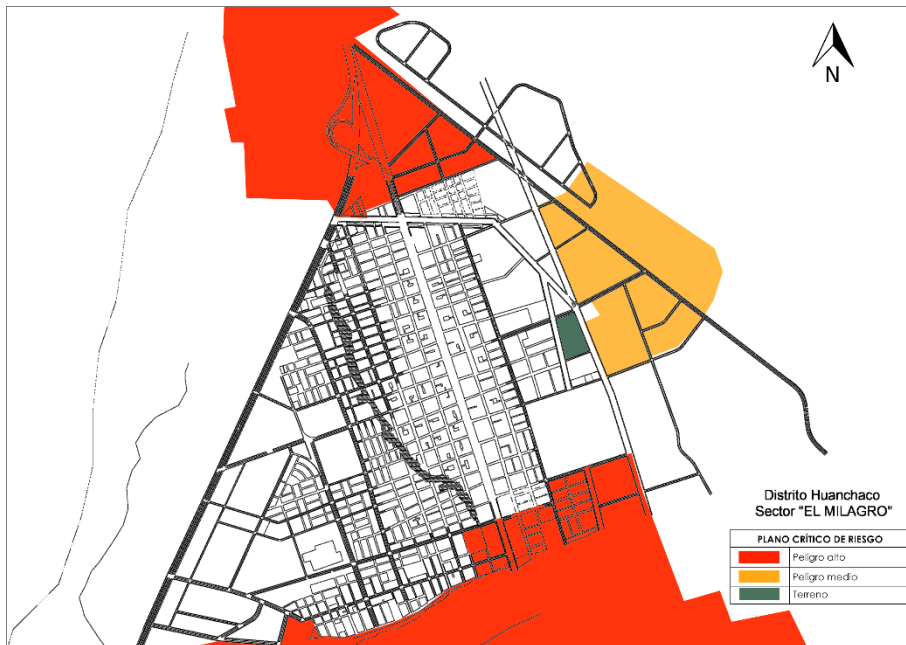 N
Distrito Huanchaco
Sector "EL MILAGRO"
PLANO CRÍTICO DE RIESGO
Peligro alto
Peligro medio
Terreno